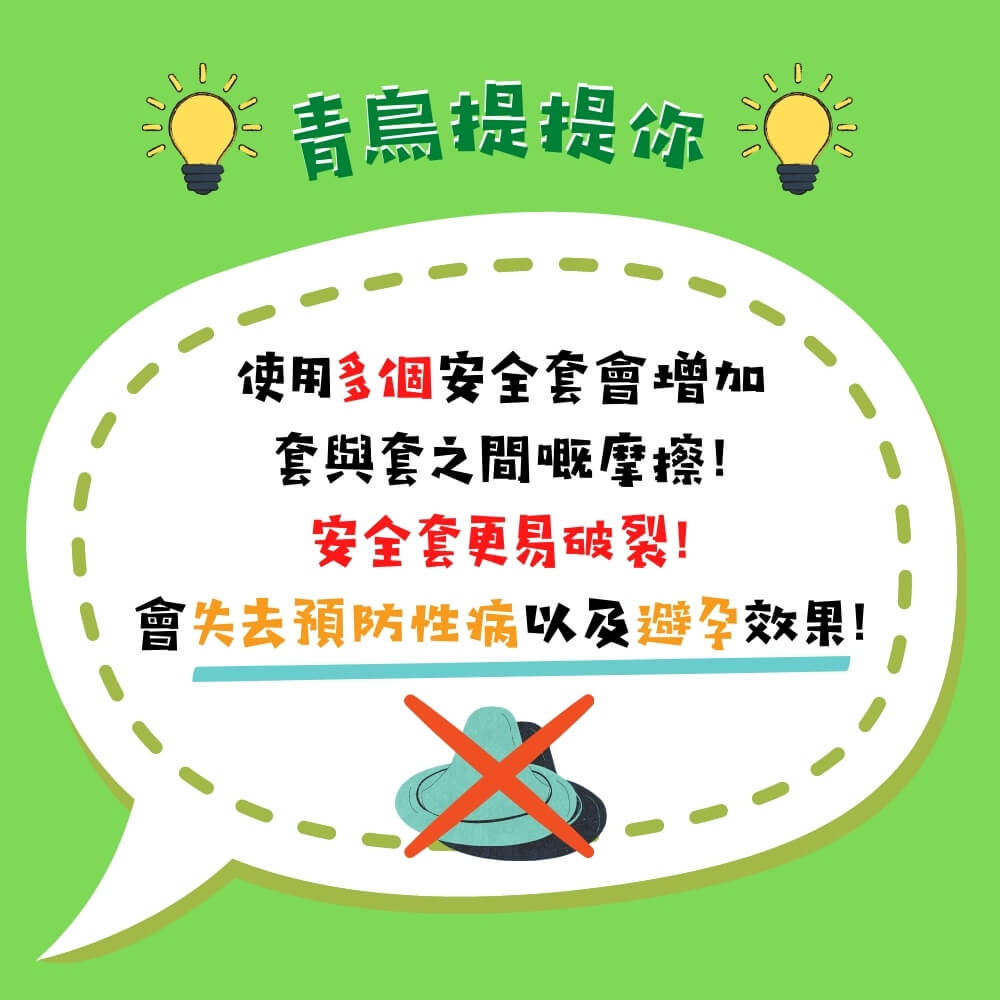 青鳥提提你
使用多個安全套會增加
套與套之間嘅摩擦!
安全套更易破裂!
會失去預防性病以及避孕效果!